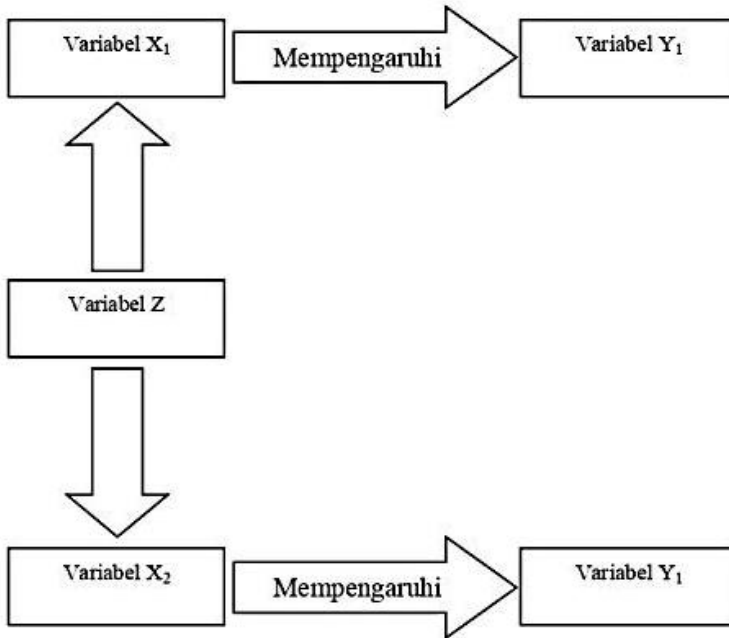 Variabel X₁
Mempengaruhi
Variabel Y₁
Variabel Z
Variabel X₂
Mempengaruhi
Variabel Y₁